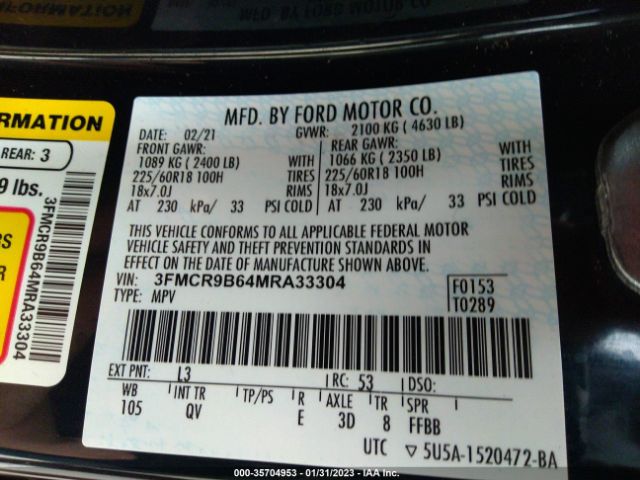 MFD. BY FORD MOTOR CO.
DATE: 02/21 GVWR: 2100 KG ( 4630 LB)
FRONT GAWR: REAR GAWR:
1089 KG ( 2400 LB) WITH 1066 KG ( 2350 LB) WITH
225/60R18 100H TIRES 225/60R18 100H TIRES
18x7.0J RIMS 18x7.0J RIMS
AT 230 kPa/ 33 PSI COLD AT 230 kPa/ 33 PSI COLD
THIS VEHICLE CONFORMS TO ALL APPLICABLE FEDERAL MOTOR
VEHICLE SAFETY AND THEFT PREVENTION STANDARDS IN
EFFECT ON THE DATE OF MANUFACTURE SHOWN ABOVE.
VIN: 3FMCR9B64MRA33304 F0153
TYPE: MPV T0289
EXT PNT: L3 RC: 53 DSO:
WB INT TR TP/PS R AXLE TR SPR
105 QV E 3D 8 FFBB
UTC ▽ 5U5A-1520472-BA
RMATION
REAR: 3
9 lbs.
3FMCR9B64MRA33304
RS
ER
000-35704953 - 01/31/2023 - IAA Inc.